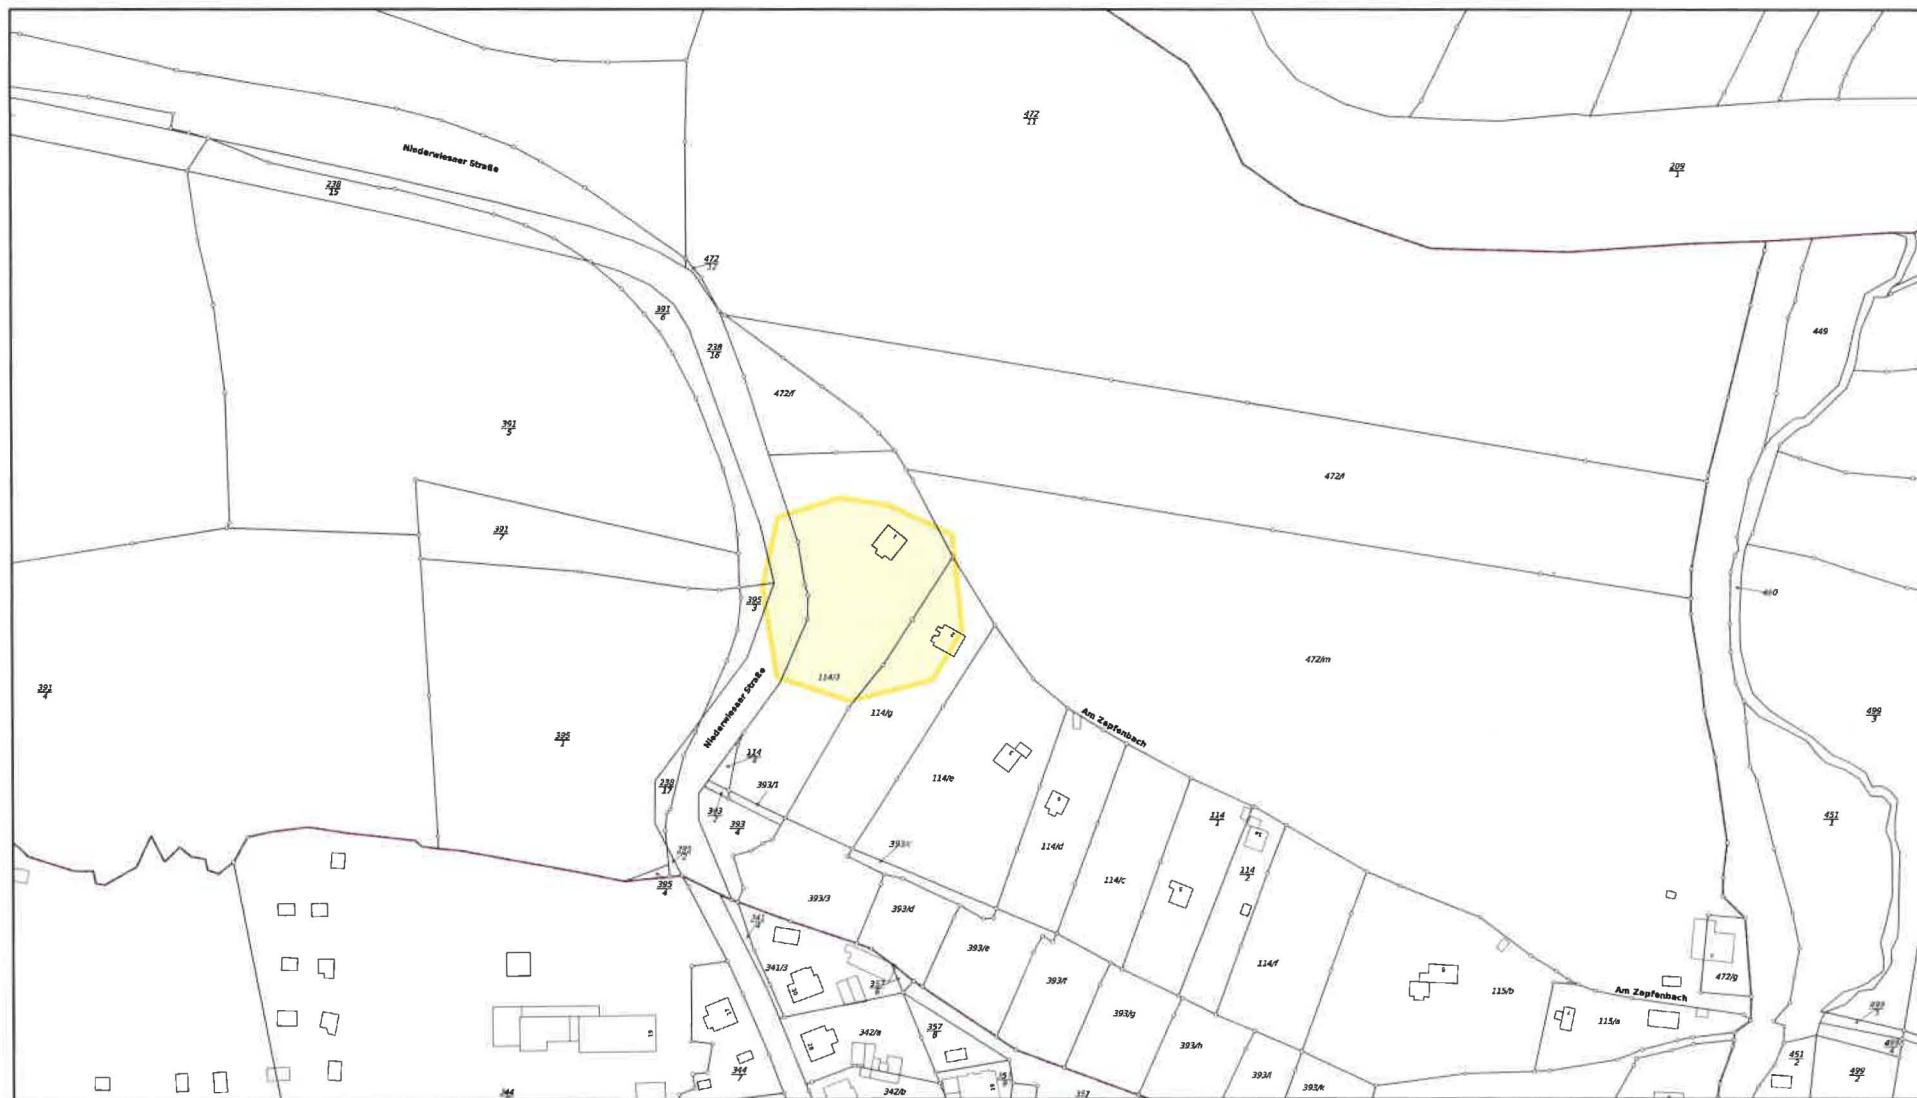 472
11
209
1
Niederwiesaer Straße
238
15
472
391
6
449
238
16
472/f
391
5
472/l
391
7
395
3
472/m
114/3
391
4
Niederwiesaer Straße
114/g
Am Zapfenbach
499
3
395
1
114
114/e
238
17
393/1
393
4
114
1
451
1
114/d
114
2
114/c
395
4
393/3
393/d
393/e
341/3
393/f
114/f
115/b
472/g
Am Zapfenbach
393/g
115/a
342/a
357
8
393/h
451
2
344
7
393/i
393/k
499
2
342/b
357
344